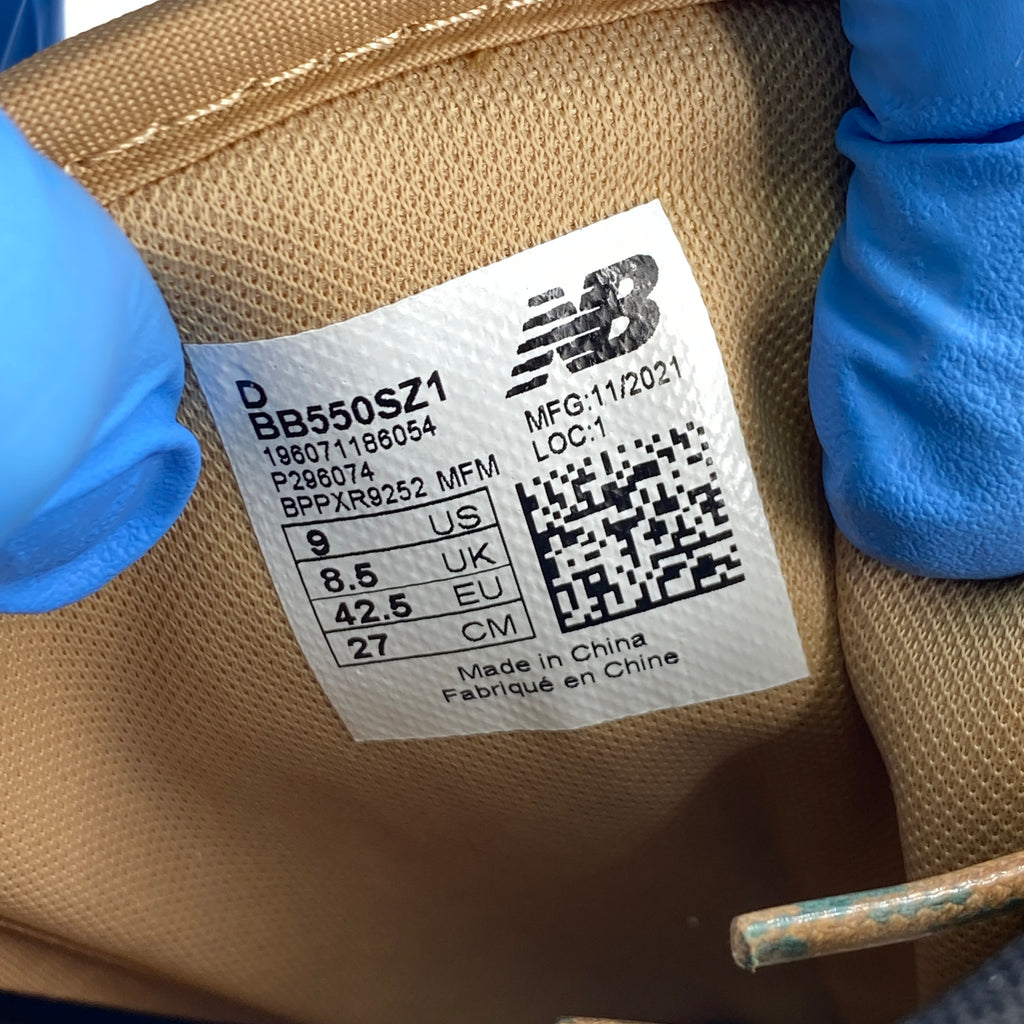 NB
D
BB550SZ1
196071186054
P296074
BPPXR9252 MFM
MFG:11/2021
LOC:1
9 US
8.5 UK
42.5 EU
27 CM
Made in China
Fabriqué en Chine